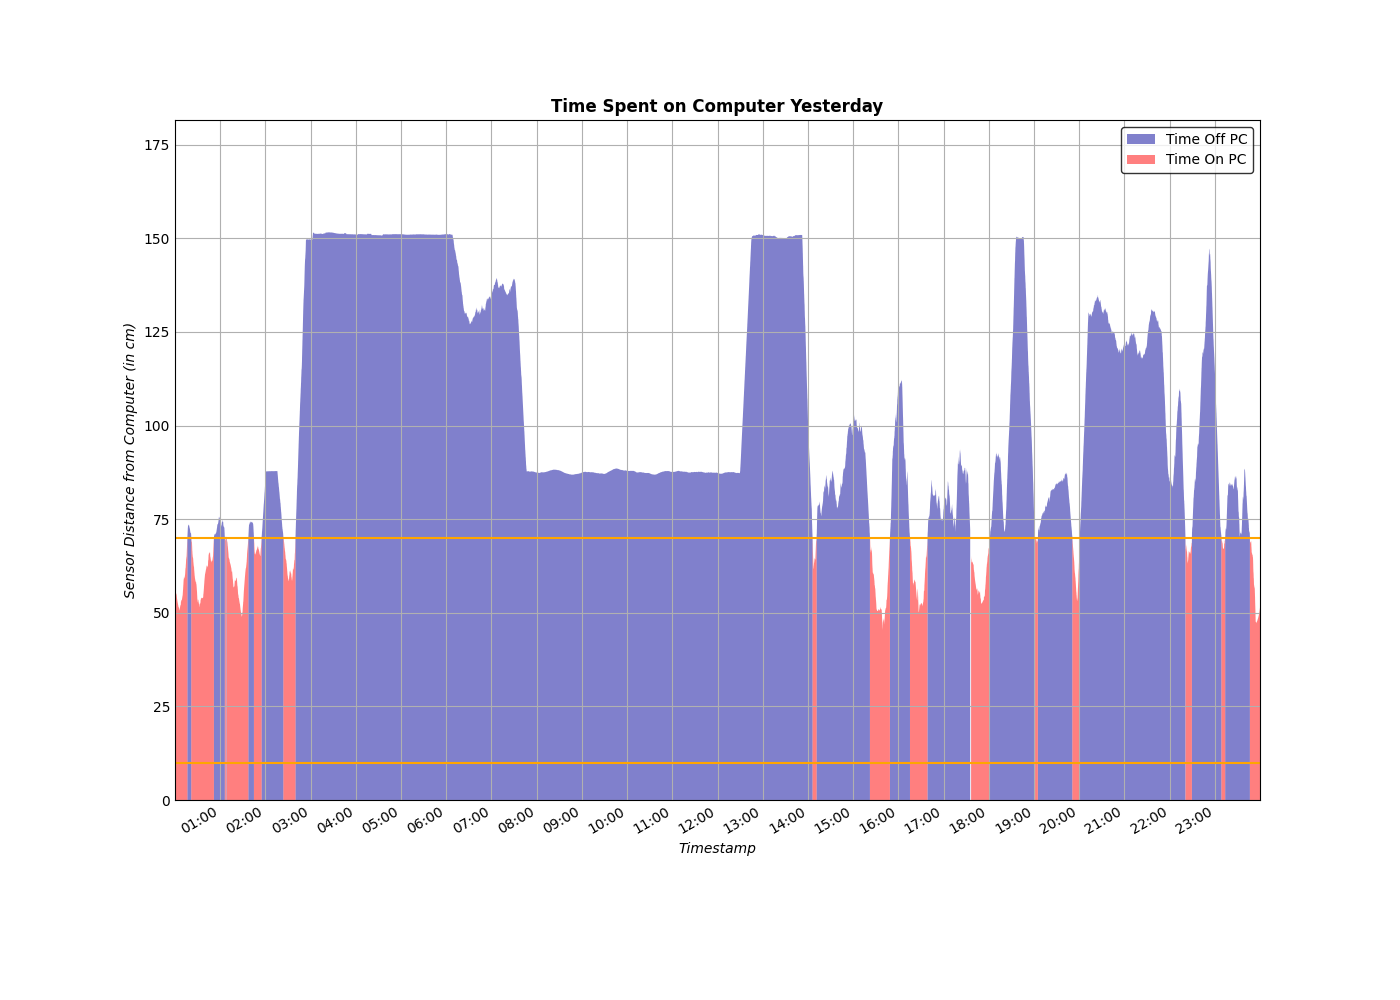 Time Spent on Computer Yesterday
Time Off PC
Time On PC
175
150
125
100
75
50
25
0
Sensor Distance from Computer (in cm)
01:00 02:00 03:00 04:00 05:00 06:00 07:00 08:00 09:00 10:00 11:00 12:00 13:00 14:00 15:00 16:00 17:00 18:00 19:00 20:00 21:00 22:00 23:00
Timestamp